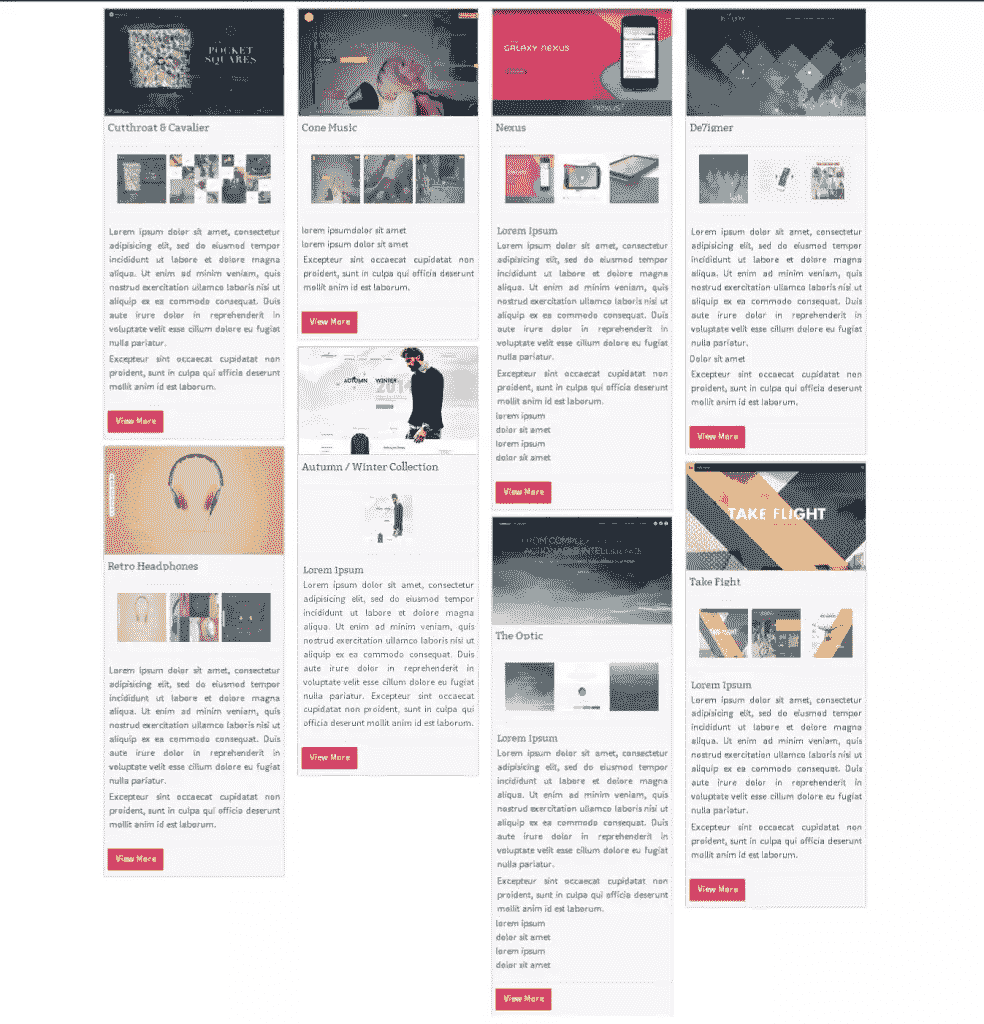 POCKET
SQUARES
Cutthroat & Cavalier
Lorem ipsum dolor sit amet, consectetur
adipisicing elit, sed do eiusmod tempor
incididunt ut labore et dolore magna
aliqua. Ut enim ad minim veniam, quis
nostrud exercitation ullamco laboris nisi ut
aliquip ex ea commodo consequat. Duis
aute irure dolor in reprehenderit in
voluptate velit esse cillum dolore eu fugiat
nulla pariatur.
Excepteur sint occaecat cupidatat non
proident, sunt in culpa qui officia deserunt
mollit anim id est laborum.
View More
Retro Headphones
Lorem ipsum dolor sit amet, consectetur
adipisicing elit, sed do eiusmod tempor
incididunt ut labore et dolore magna
aliqua. Ut enim ad minim veniam, quis
nostrud exercitation ullamco laboris nisi ut
aliquip ex ea commodo consequat. Duis
aute irure dolor in reprehenderit in
voluptate velit esse cillum dolore eu fugiat
nulla pariatur.
Excepteur sint occaecat cupidatat non
proident, sunt in culpa qui officia deserunt
mollit anim id est laborum.
View More
Cone Music
lorem ipsumdolor sit amet
lorem ipsum dolor sit amet
Excepteur sint occaecat cupidatat non
proident, sunt in culpa qui officia deserunt
mollit anim id est laborum.
View More
AUTUMN WINTER
Autumn / Winter Collection
Lorem Ipsum
Lorem ipsum dolor sit amet, consectetur
adipisicing elit, sed do eiusmod tempor
incididunt ut labore et dolore magna
aliqua. Ut enim ad minim veniam, quis
nostrud exercitation ullamco laboris nisi ut
aliquip ex ea commodo consequat. Duis
aute irure dolor in reprehenderit in
voluptate velit esse cillum dolore eu fugiat
nulla pariatur. Excepteur sint occaecat
cupidatat non proident, sunt in culpa qui
officia deserunt mollit anim id est laborum.
View More
GALAXY NEXUS
NEXUS
Nexus
Lorem Ipsum
Lorem ipsum dolor sit amet, consectetur
adipisicing elit, sed do eiusmod tempor
incididunt ut labore et dolore magna
aliqua. Ut enim ad minim veniam, quis
nostrud exercitation ullamco laboris nisi ut
aliquip ex ea commodo consequat. Duis
aute irure dolor in reprehenderit in
voluptate velit esse cillum dolore eu fugiat
nulla pariatur.
Excepteur sint occaecat cupidatat non
proident, sunt in culpa qui officia deserunt
mollit anim id est laborum.
lorem ipsum
dolor sit amet
lorem ipsum
dolor sit amet
View More
FROM COMPLEX
ACTIONABLE
The Optic
Lorem Ipsum
Lorem ipsum dolor sit amet, consectetur
adipisicing elit, sed do eiusmod tempor
incididunt ut labore et dolore magna
aliqua. Ut enim ad minim veniam, quis
nostrud exercitation ullamco laboris nisi ut
aliquip ex ea commodo consequat. Duis
aute irure dolor in reprehenderit in
voluptate velit esse cillum dolore eu fugiat
nulla pariatur.
Excepteur sint occaecat cupidatat non
proident, sunt in culpa qui officia deserunt
mollit anim id est laborum.
lorem ipsum
dolor sit amet
lorem ipsum
dolor sit amet
View More
De7igner
Lorem ipsum dolor sit amet, consectetur
adipisicing elit, sed do eiusmod tempor
incididunt ut labore et dolore magna
aliqua. Ut enim ad minim veniam, quis
nostrud exercitation ullamco laboris nisi ut
aliquip ex ea commodo consequat. Duis
aute irure dolor in reprehenderit in
voluptate velit esse cillum dolore eu fugiat
nulla pariatur.
Dolor sit amet
Excepteur sint occaecat cupidatat non
proident, sunt in culpa qui officia deserunt
mollit anim id est laborum.
View More
TAKE FLIGHT
Take Fight
Lorem Ipsum
Lorem ipsum dolor sit amet, consectetur
adipisicing elit, sed do eiusmod tempor
incididunt ut labore et dolore magna
aliqua. Ut enim ad minim veniam, quis
nostrud exercitation ullamco laboris nisi ut
aliquip ex ea commodo consequat. Duis
aute irure dolor in reprehenderit in
voluptate velit esse cillum dolore eu fugiat
nulla pariatur.
Excepteur sint occaecat cupidatat non
proident, sunt in culpa qui officia deserunt
mollit anim id est laborum.
View More